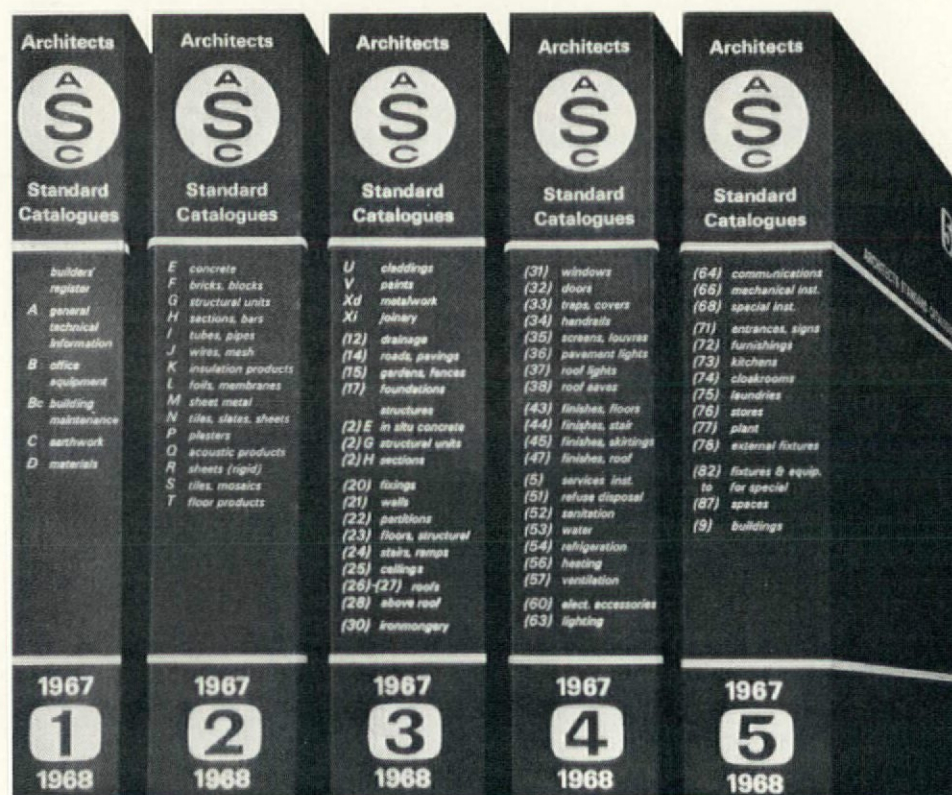 Architects
A
S
C
Standard
Catalogues
builders'
register
A general
technical
information
B office
equipment
Bc building
maintenance
C earthwork
D materials
1967
1
1968
Architects
A
S
C
Standard
Catalogues
E concrete
F bricks, blocks
G structural units
H sections, bars
I tubes, pipes
J wires, mesh
K insulation products
L foils, membranes
M sheet metal
N tiles, slates, sheets
P plasters
Q acoustic products
R sheets (rigid)
S tiles, mosaics
T floor products
1967
2
1968
Architects
A
S
C
Standard
Catalogues
U claddings
V paints
Xd metalwork
Xi joinery
(12) drainage
(14) roads, pavings
(15) gardens, fences
(17) foundations
structures
(2)E in situ concrete
(2)G structural units
(2)H sections
(20) fixings
(21) walls
(22) partitions
(23) floors, structural
(24) stairs, ramps
(25) ceilings
(26)-(27) roofs
(28) above roof
(30) ironmongery
1967
3
1968
Architects
A
S
C
Standard
Catalogues
(31) windows
(32) doors
(33) traps, covers
(34) handrails
(35) screens, louvres
(36) pavement lights
(37) roof lights
(38) roof eaves
(43) finishes, floors
(44) finishes, stair
(45) finishes, skirtings
(47) finishes, roof
(5) services inst.
(51) refuse disposal
(52) sanitation
(53) water
(54) refrigeration
(56) heating
(57) ventilation
(60) elect. accessories
(63) lighting
1967
4
1968
Architects
A
S
C
Standard
Catalogues
(64) communications
(66) mechanical inst.
(68) special inst.
(71) entrances, signs
(72) furnishings
(73) kitchens
(74) cloakrooms
(75) laundries
(76) stores
(77) plant
(78) external fixtures
(82) fixtures & equip.
to for special
(87) spaces
(9) buildings
1967
5
1968
ARCHITECTS STANDARD